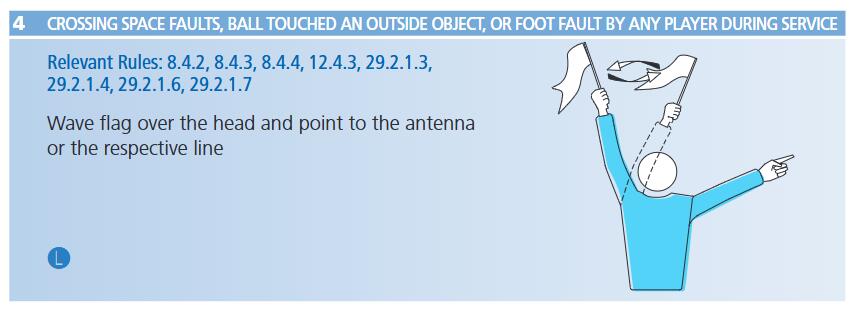 4 CROSSING SPACE FAULTS, BALL TOUCHED AN OUTSIDE OBJECT, OR FOOT FAULT BY ANY PLAYER DURING SERVICE
Relevant Rules: 8.4.2, 8.4.3, 8.4.4, 12.4.3, 29.2.1.3,
29.2.1.4, 29.2.1.6, 29.2.1.7
Wave flag over the head and point to the antenna
or the respective line
L